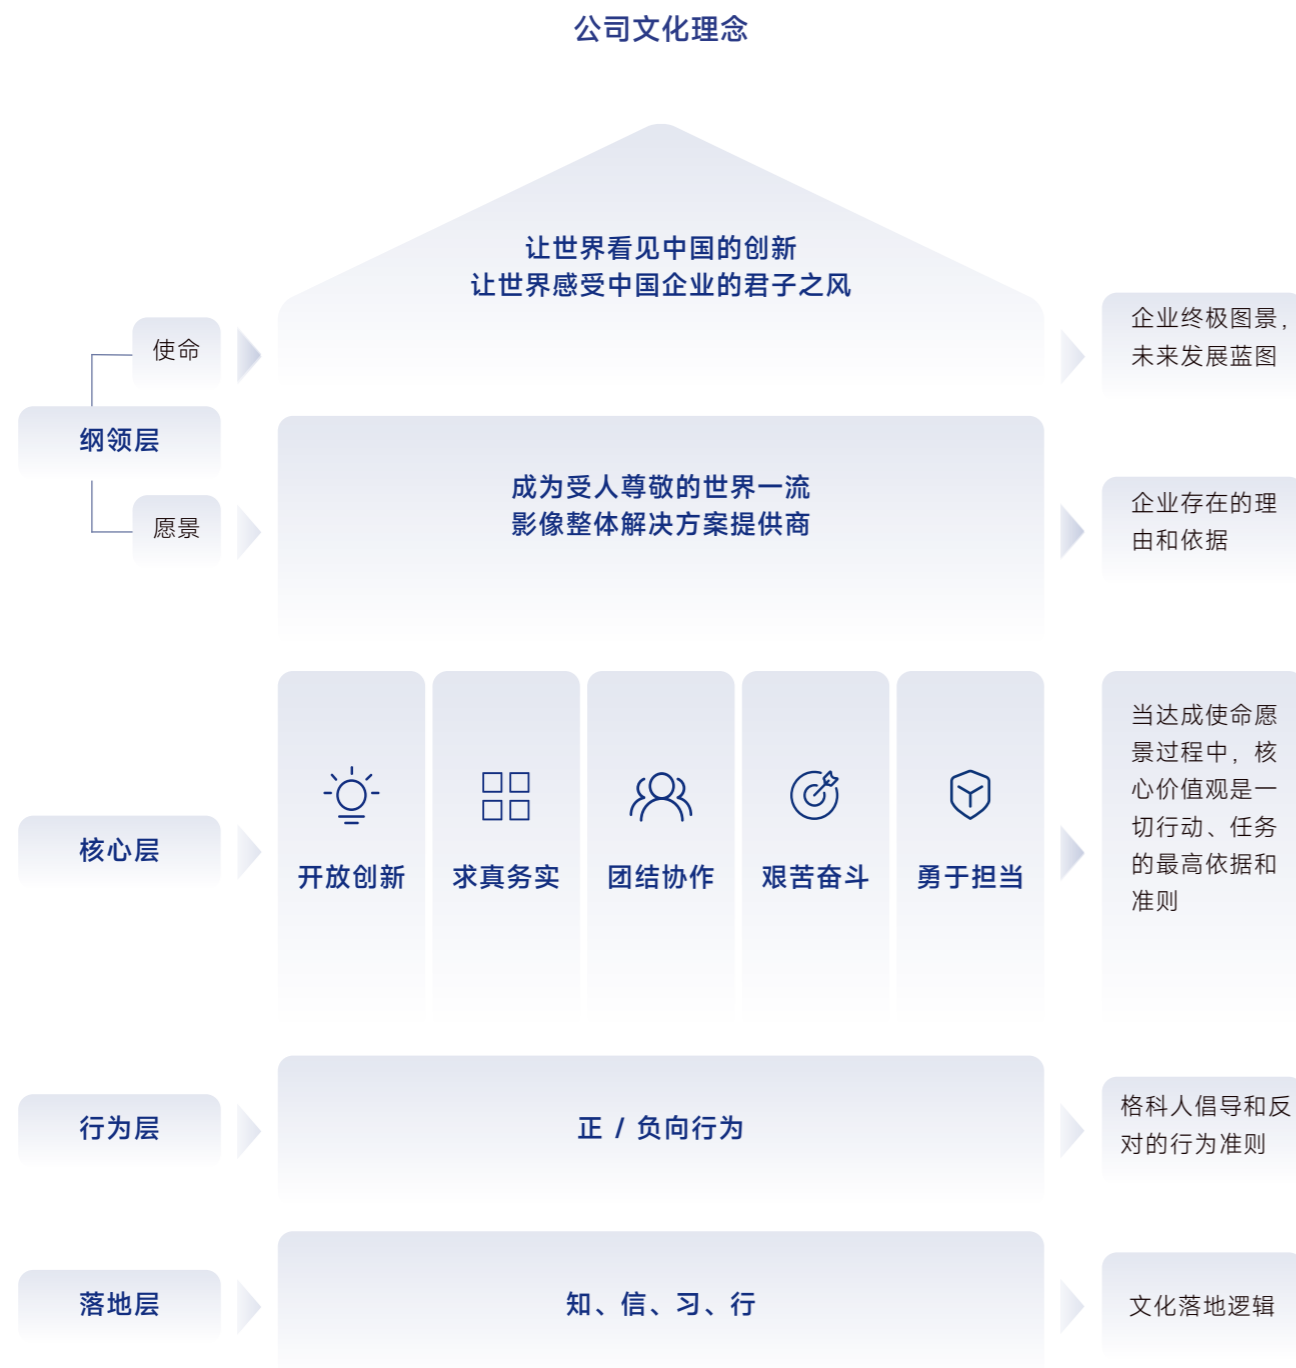 公司文化理念
让世界看见中国的创新
让世界感受中国企业的君子之风
使命
企业终极图景，
未来发展蓝图
纲领层
成为受人尊敬的世界一流
影像整体解决方案提供商
愿景
企业存在的理
由和依据
核心层
开放创新
求真务实
团结协作
艰苦奋斗
勇于担当
当达成使命愿
景过程中，核
心价值观是一
切行动、任务
的最高依据和
准则
行为层
正 / 负向行为
格科人倡导和反
对的行为准则
落地层
知、信、习、行
文化落地逻辑